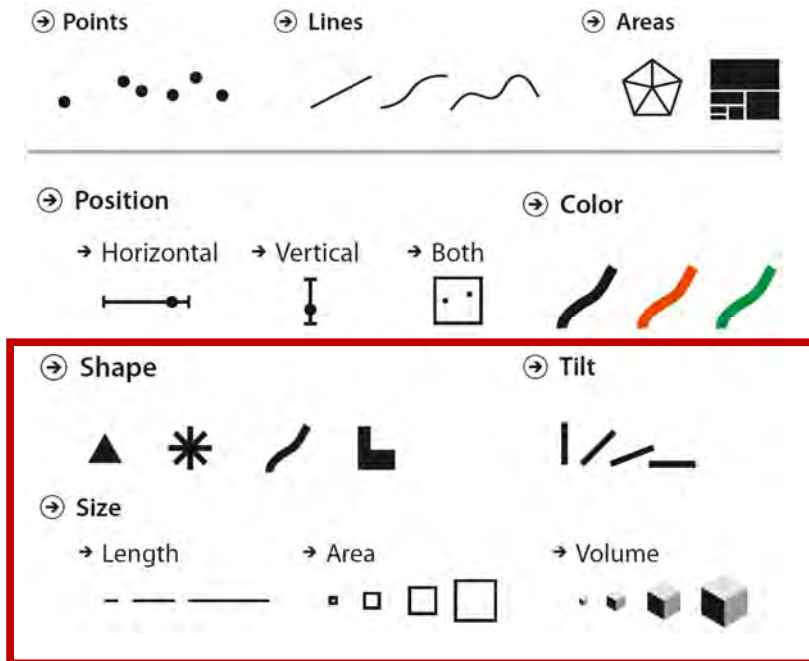 Points Lines Areas
Position Color
Horizontal Vertical Both
Shape Tilt
Size
Length Area Volume